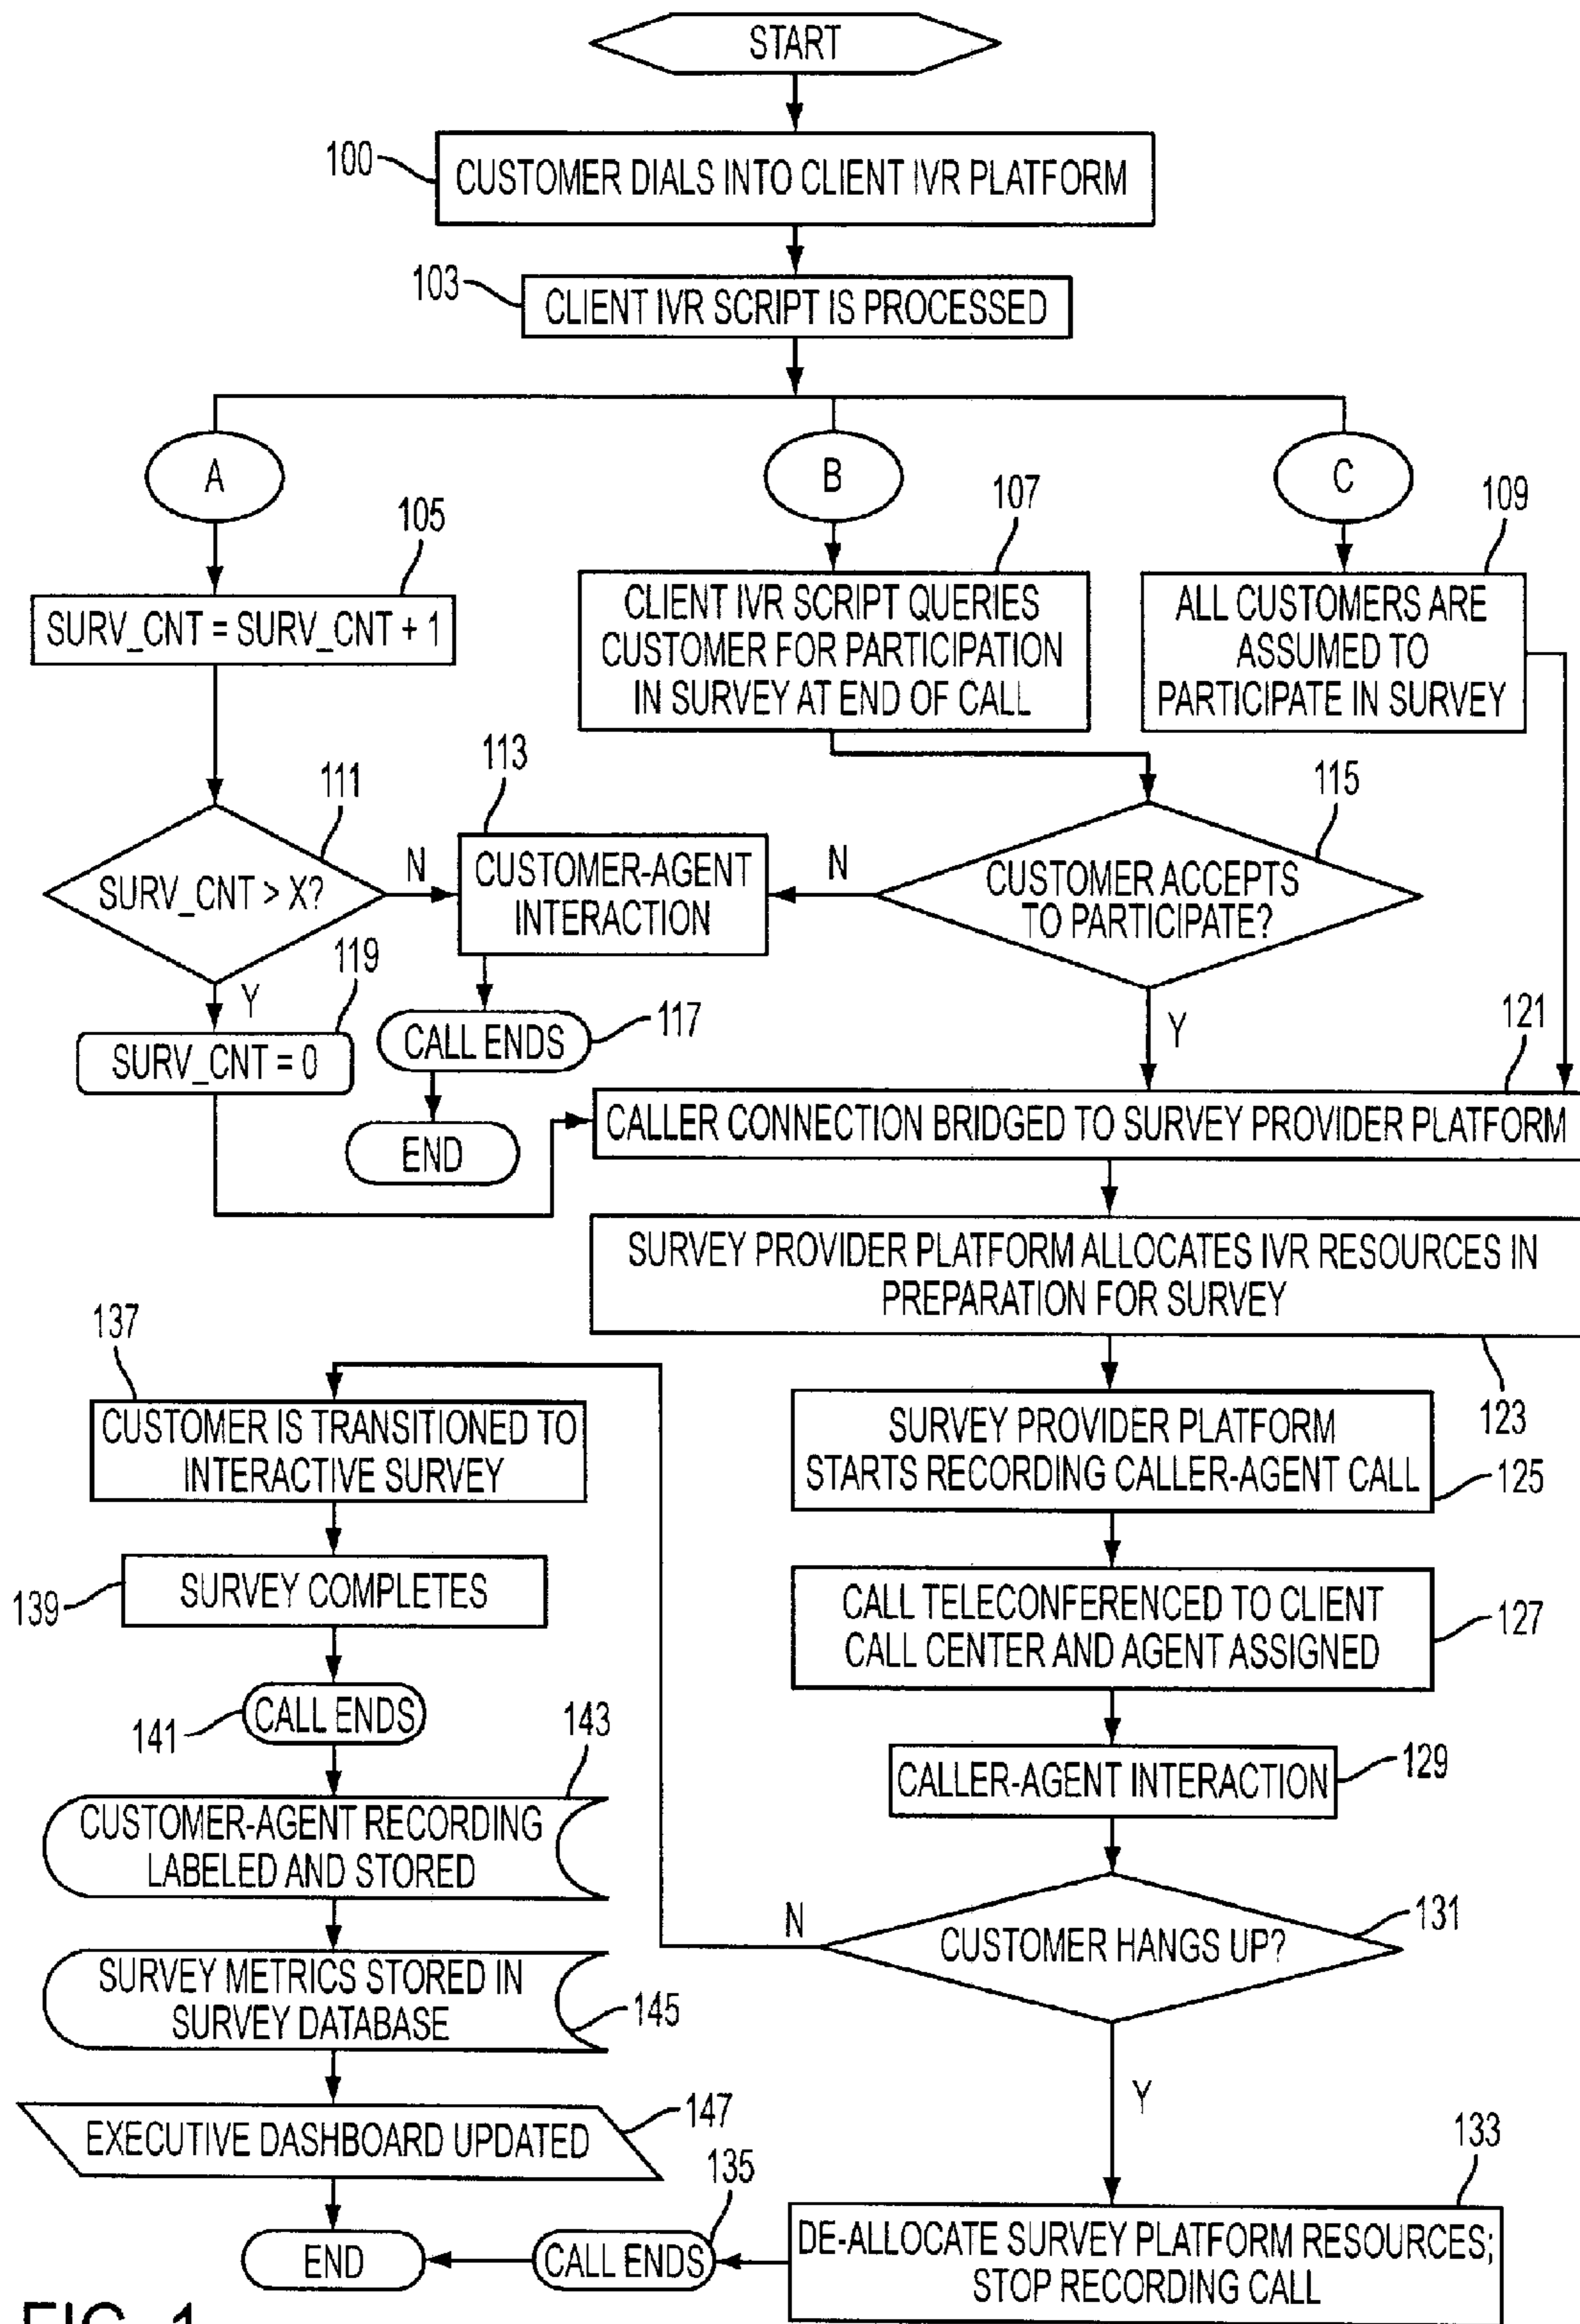 START
100
CUSTOMER DIALS INTO CLIENT IVR PLATFORM
103
CLIENT IVR SCRIPT IS PROCESSED
A
B
C
105
107
109
SURV_CNT = SURV_CNT + 1
CLIENT IVR SCRIPT QUERIES
CUSTOMER FOR PARTICIPATION
IN SURVEY AT END OF CALL
ALL CUSTOMERS ARE
ASSUMED TO
PARTICIPATE IN SURVEY
111
113
115
SURV_CNT > X?
N
CUSTOMER-AGENT
INTERACTION
N
CUSTOMER ACCEPTS
TO PARTICIPATE?
Y
119
SURV_CNT = 0
CALL ENDS
117
END
Y
121
CALLER CONNECTION BRIDGED TO SURVEY PROVIDER PLATFORM
SURVEY PROVIDER PLATFORM ALLOCATES IVR RESOURCES IN
PREPARATION FOR SURVEY
123
SURVEY PROVIDER PLATFORM
STARTS RECORDING CALLER-AGENT CALL
125
CALL TELECONFERENCED TO CLIENT
CALL CENTER AND AGENT ASSIGNED
127
CALLER-AGENT INTERACTION
129
CUSTOMER HANGS UP?
131
N
Y
137
CUSTOMER IS TRANSITIONED TO
INTERACTIVE SURVEY
139
SURVEY COMPLETES
141
CALL ENDS
143
CUSTOMER-AGENT RECORDING
LABELED AND STORED
SURVEY METRICS STORED IN
SURVEY DATABASE
145
EXECUTIVE DASHBOARD UPDATED
147
133
DE-ALLOCATE SURVEY PLATFORM RESOURCES;
STOP RECORDING CALL
135
CALL ENDS
END
FIG. 1